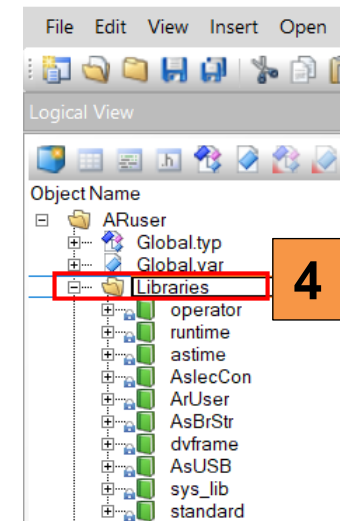 File Edit View Insert Open
Logical View
Object Name
ARuser
Global.typ
Global.var
Libraries
4
operator
runtime
astime
AsIecCon
ArUser
AsBrStr
dvframe
AsUSB
sys_lib
standard